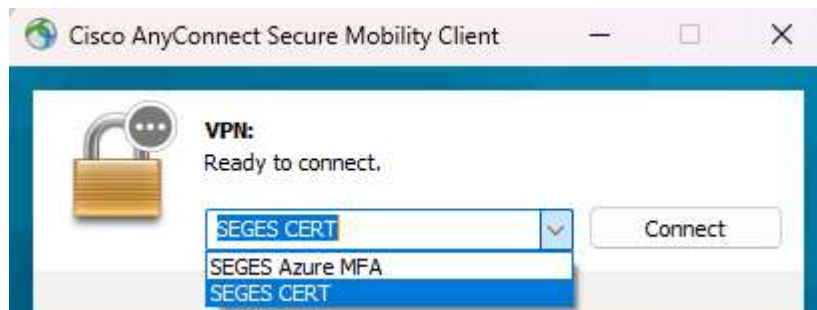 Cisco AnyConnect Secure Mobility Client
VPN:
Ready to connect.
SEGES CERT
Connect
SEGES Azure MFA
SEGES CERT